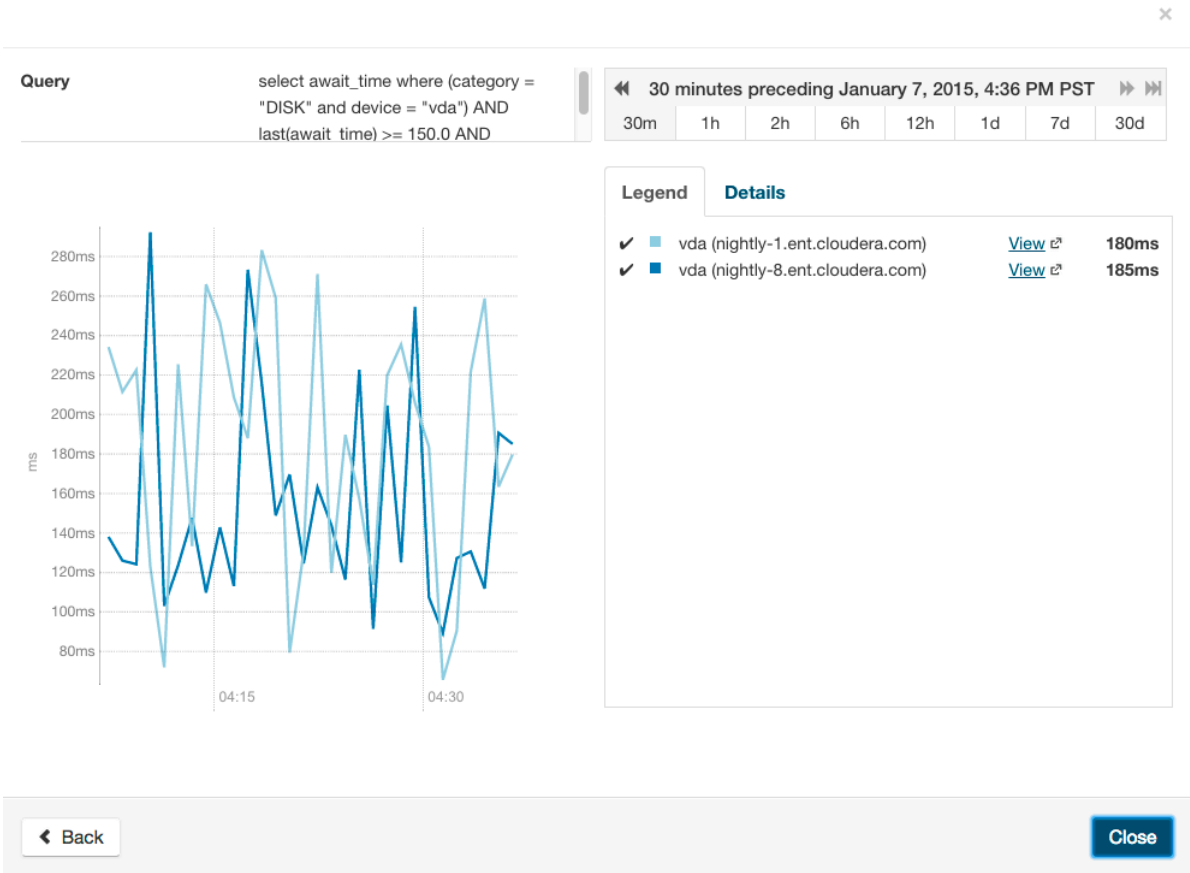 ×
Query
select await_time where (category =
"DISK" and device = "vda") AND
last(await_time) >= 150.0 AND
30 minutes preceding January 7, 2015, 4:36 PM PST
30m 1h 2h 6h 12h 1d 7d 30d
Legend Details
vda (nightly-1.ent.cloudera.com) View 180ms
vda (nightly-8.ent.cloudera.com) View 185ms
280ms
260ms
240ms
220ms
200ms
180ms
160ms
140ms
120ms
100ms
80ms
ms
04:15 04:30
Back Close